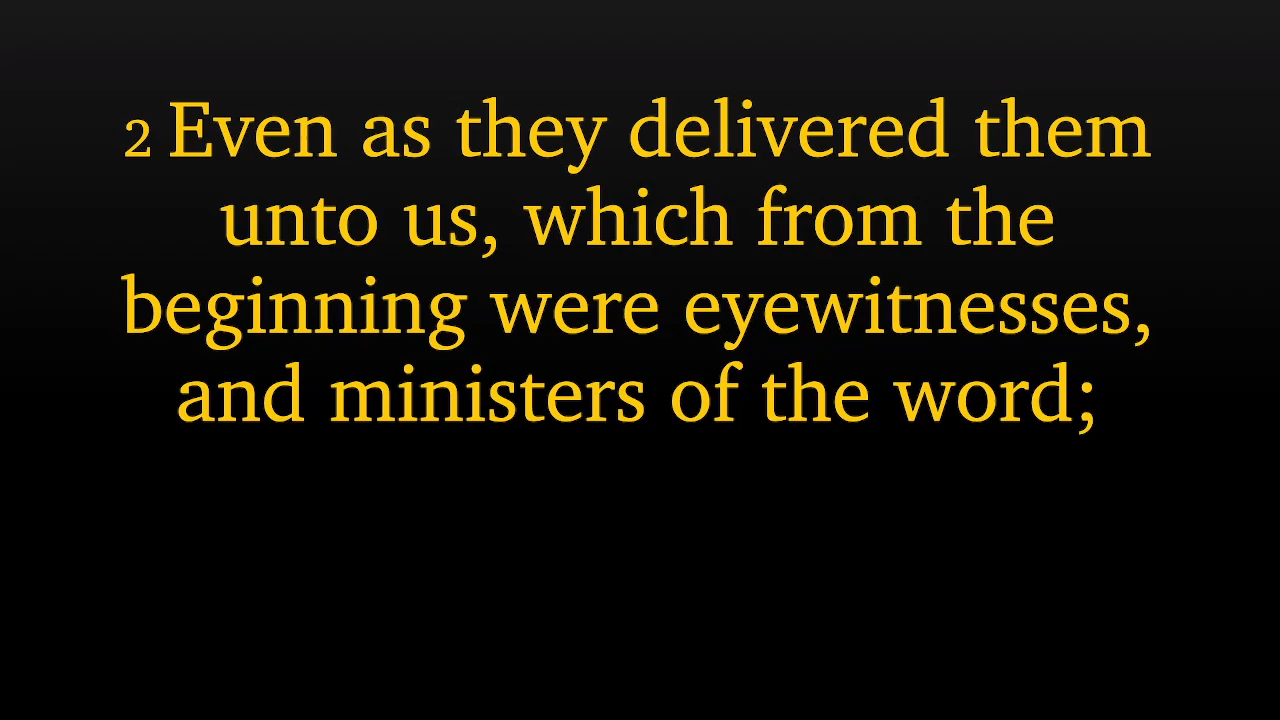 2 Even as they delivered them
unto us, which from the
beginning were eyewitnesses,
and ministers of the word;